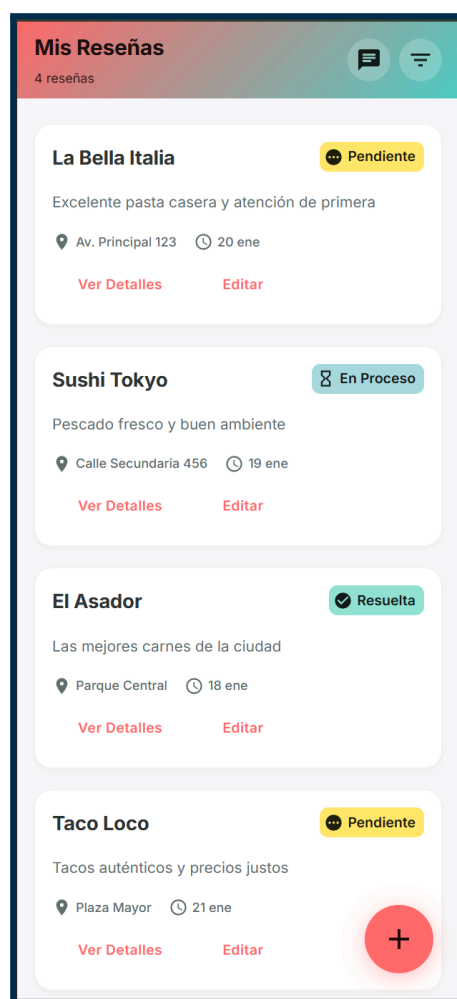 Mis Reseñas
4 reseñas
La Bella Italia
Pendiente
Excelente pasta casera y atención de primera
Av. Principal 123
20 ene
Ver Detalles
Editar
Sushi Tokyo
En Proceso
Pescado fresco y buen ambiente
Calle Secundaria 456
19 ene
Ver Detalles
Editar
El Asador
Resuelta
Las mejores carnes de la ciudad
Parque Central
18 ene
Ver Detalles
Editar
Taco Loco
Pendiente
Tacos auténticos y precios justos
Plaza Mayor
21 ene
Ver Detalles
Editar